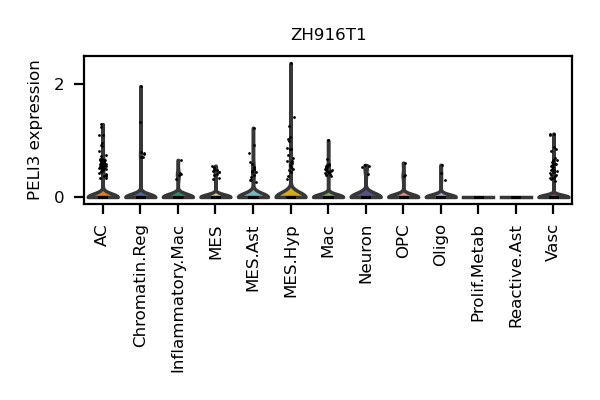 ZH916T1
PELI3 expression
2
0
AC
Chromatin.Reg
Inflammatory.Mac
MES
MES.Ast
MES.Hyp
Mac
Neuron
OPC
Oligo
Prolif.Metab
Reactive.Ast
Vasc